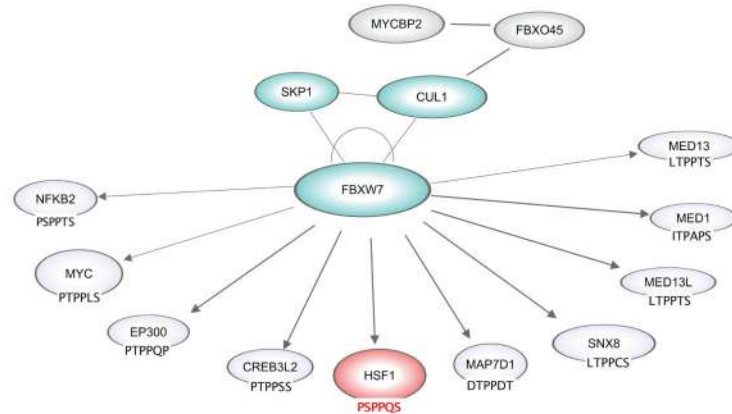 MYCBP2
FBXO45
SKP1
CUL1
MED13
LTPPTS
FBXW7
NFKB2
PSPPTS
MED1
ITPAPS
MYC
PTPPLS
MED13L
LTPPTS
EP300
PTPPQP
SNX8
LTPPCS
CREB3L2
PTPPSS
HSF1
PSPPQS
MAP7D1
DTPPDT